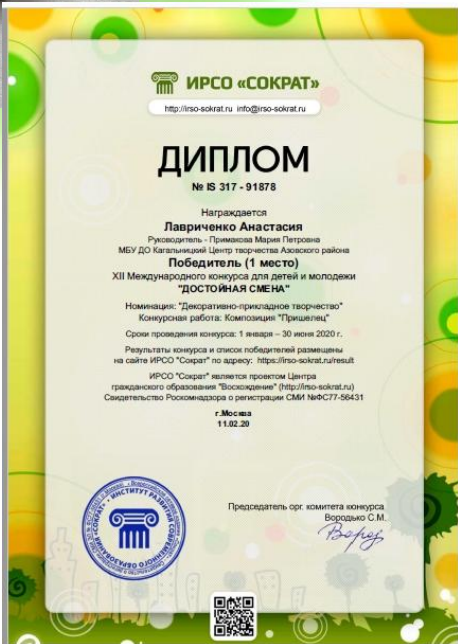 ИРСО «СОКРАТ»
http://irso-sokrat.ru info@irso-sokrat.ru
ДИПЛОМ
№ IS 317 - 91878
Награждается
Лавриченко Анастасия
Руководитель - Примакова Мария Петровна
МБУ ДО Кагальницкий Центр творчества Азовского района
Победитель (1 место)
XII Международного конкурса для детей и молодежи
"ДОСТОЙНАЯ СМЕНА"
Номинация: "Декоративно-прикладное творчество"
Конкурсная работа: Композиция "Пришелец"
Сроки проведения конкурса: 1 января – 30 июня 2020 г.
Результаты конкурса и список победителей размещены
на сайте ИРСО "Сократ" по адресу: https://irso-sokrat.ru/result
ИРСО "Сократ" является проектом Центра
гражданского образования "Восхождение" (http://irso-sokrat.ru)
Свидетельство Роскомнадзора о регистрации СМИ №ФС77-56431
г.Москва
11.02.20
Председатель орг. комитета конкурса
Вородько С.М.
ИНСТИТУТ РАЗВИТИЯ СОВРЕМЕННОГО ОБРАЗОВАНИЯ «СОКРАТ»